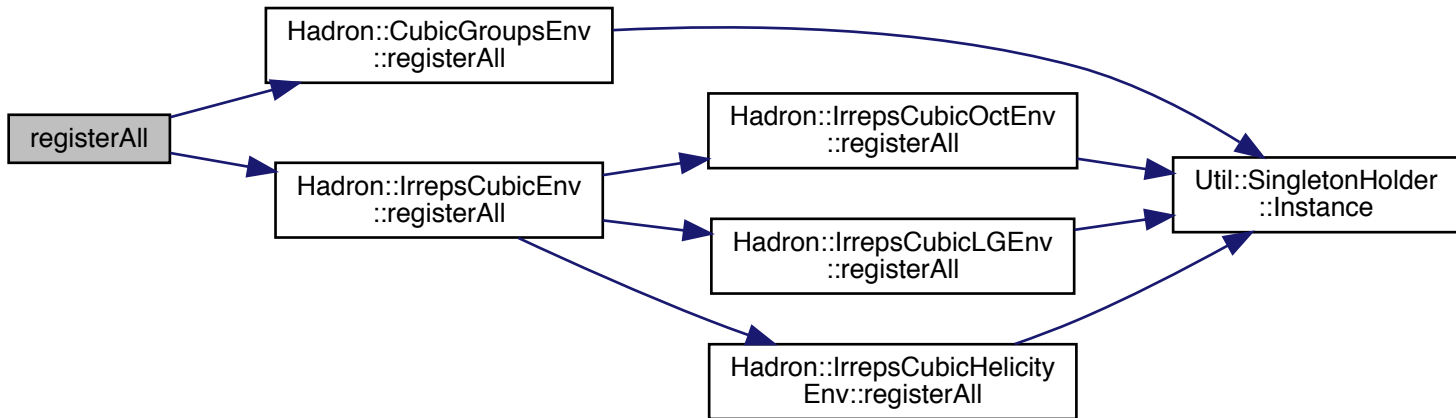 registerAll
Hadron::CubicGroupsEnv
::registerAll
Hadron::IrrepsCubicEnv
::registerAll
Hadron::IrrepsCubicOctEnv
::registerAll
Hadron::IrrepsCubicLGEnv
::registerAll
Hadron::IrrepsCubicHelicity
Env::registerAll
Util::SingletonHolder
::Instance